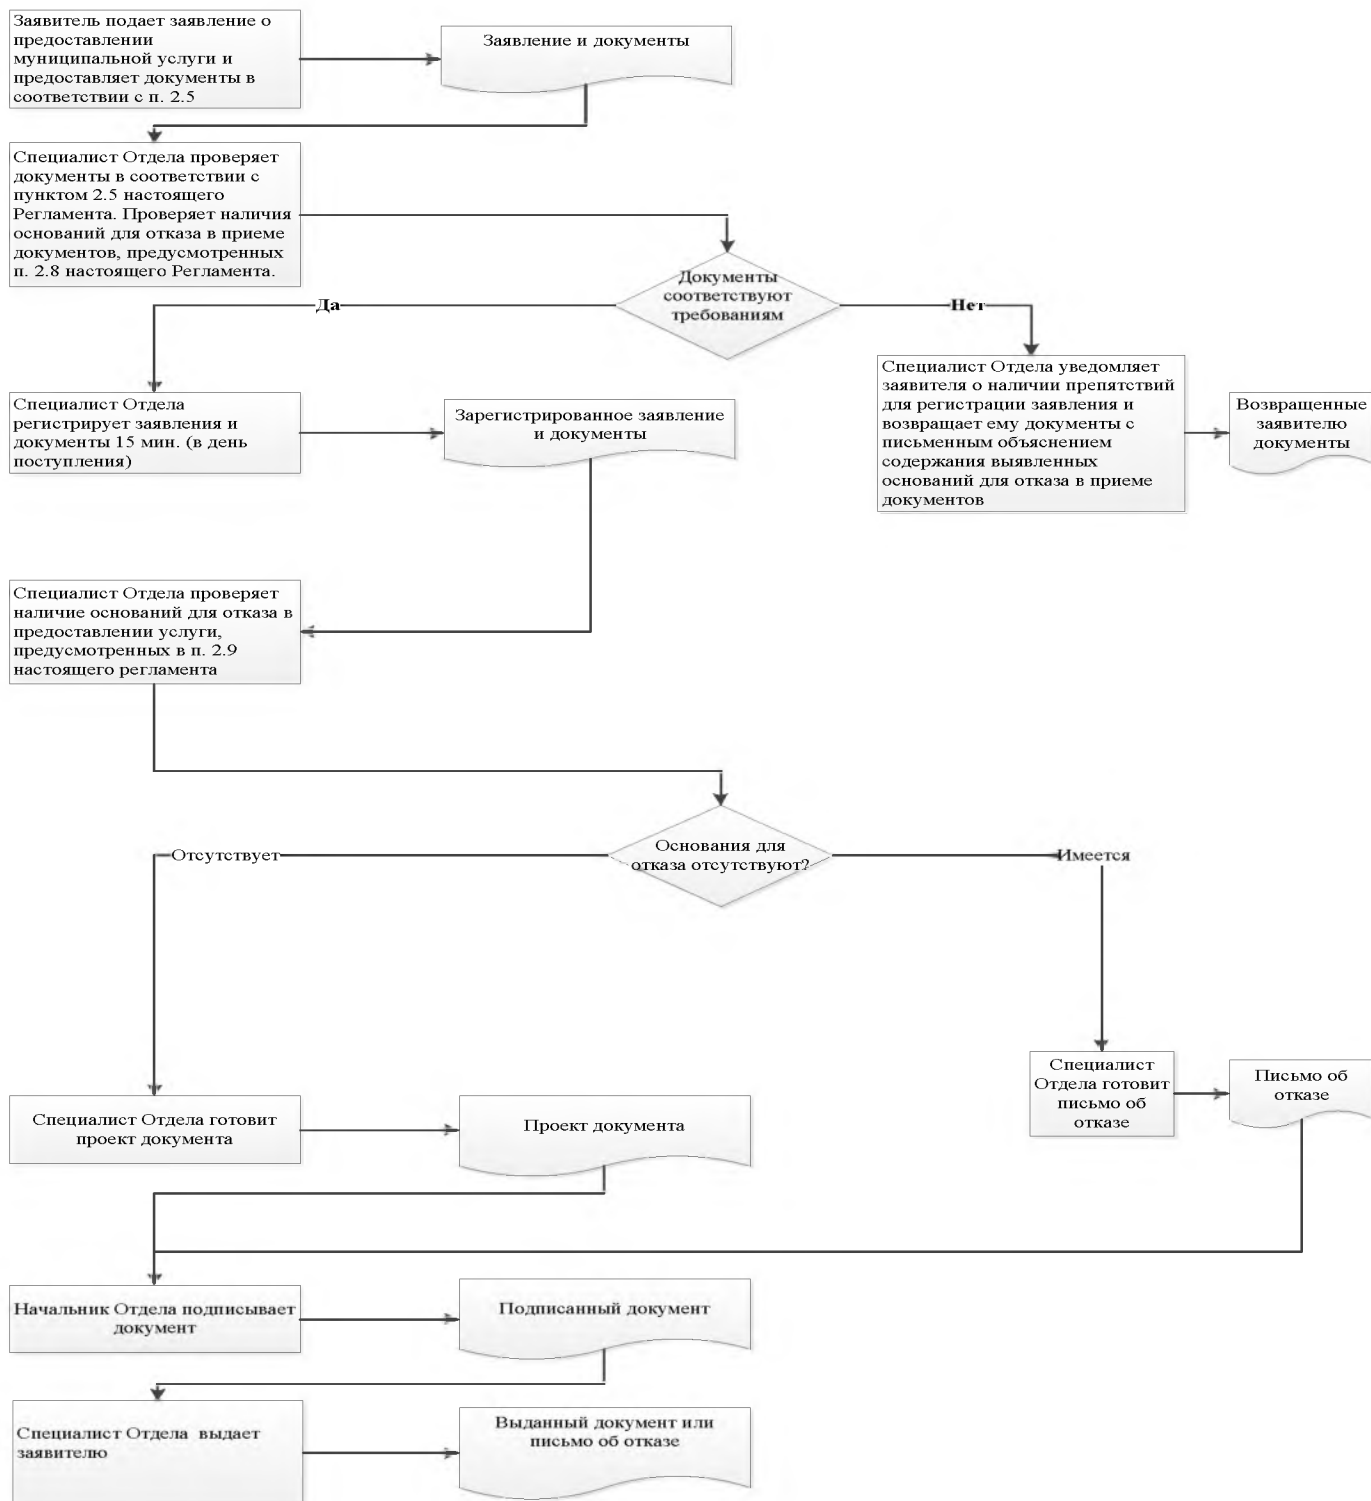 Заявитель подает заявление о
предоставлении
муниципальной услуги и
предоставляет документы в
соответствии с п. 2.5
Заявление и документы
Специалист Отдела проверяет
документы в соответствии с
пунктом 2.5 настоящего
Регламента. Проверяет наличия
оснований для отказа в приеме
документов, предусмотренных
п. 2.8 настоящего Регламента.
Документы
соответствуют
требованиям
Да
Нет
Специалист Отдела
регистрирует заявления и
документы 15 мин. (в день
поступления)
Зарегистрированное заявление
и документы
Специалист Отдела уведомляет
заявителя о наличии препятствий
для регистрации заявления и
возвращает ему документы с
письменным объяснением
содержания выявленных
оснований для отказа в приеме
документов
Возвращенные
заявителю
документы
Специалист Отдела проверяет
наличие оснований для отказа в
предоставлении услуги,
предусмотренных в п. 2.9
настоящего регламента
Основания для
отказа отсутствуют?
Отсутствует
Имеется
Специалист
Отдела готовит
письмо об
отказе
Письмо об
отказе
Специалист Отдела готовит
проект документа
Проект документа
Начальник Отдела подписывает
документ
Подписанный документ
Специалист Отдела  выдает
заявителю
Выданный документ или
письмо об отказе